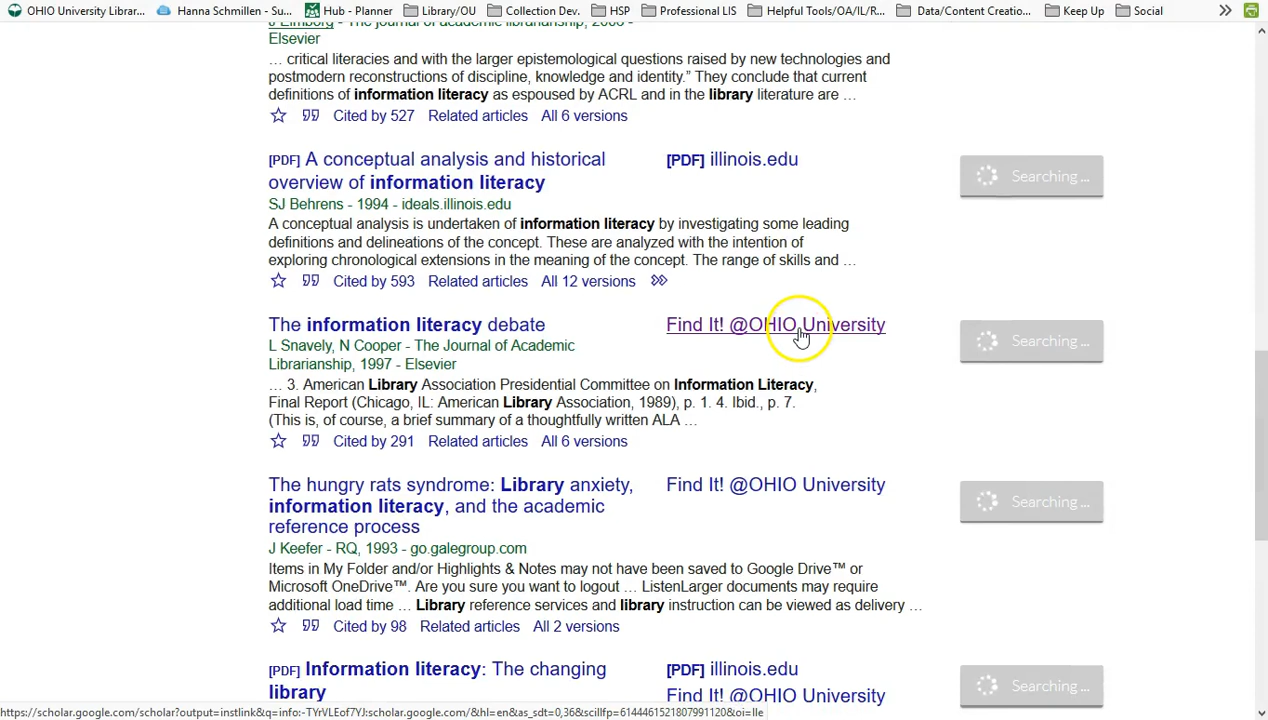 OHIO University Librar... Hanna Schmillen - Su... Hub - Planner Library/OU Collection Dev. HSP Professional LIS Helpful Tools/OA/IL/R... Data/Content Creatio... Keep Up Social
J Elmborg - The journal of academic librarianship, 2006 -
Elsevier
… critical literacies and with the larger epistemological questions raised by new technologies and
postmodern reconstructions of discipline, knowledge and identity.” They conclude that current
definitions of information literacy as espoused by ACRL and in the library literature are …
Cited by 527 Related articles All 6 versions
[PDF] A conceptual analysis and historical
overview of information literacy
[PDF] illinois.edu
Searching ...
SJ Behrens - 1994 - ideals.illinois.edu
A conceptual analysis is undertaken of information literacy by investigating some leading
definitions and delineations of the concept. These are analyzed with the intention of
exploring chronological extensions in the meaning of the concept. The range of skills and …
Cited by 593 Related articles All 12 versions
The information literacy debate
Find It! @OHIO University
Searching ...
L Snavely, N Cooper - The Journal of Academic
Librarianship, 1997 - Elsevier
… 3. American Library Association Presidential Committee on Information Literacy,
Final Report (Chicago, IL: American Library Association, 1989), p. 1. 4. Ibid., p. 7.
(This is, of course, a brief summary of a thoughtfully written ALA …
Cited by 291 Related articles All 6 versions
The hungry rats syndrome: Library anxiety,
information literacy, and the academic
reference process
Find It! @OHIO University
Searching ...
J Keefer - RQ, 1993 - go.galegroup.com
Items in My Folder and/or Highlights & Notes may not have been saved to Google Drive™ or
Microsoft OneDrive™. Are you sure you want to logout … ListenLarger documents may require
additional load time … Library reference services and library instruction can be viewed as delivery …
Cited by 98 Related articles All 2 versions
[PDF] Information literacy: The changing
library
[PDF] illinois.edu
Find It! @OHIO University
Searching ...
https://scholar.google.com/scholar?output=instlink&q=info:-TYrVLEof7YJ:scholar.google.com/&hl=en&as_sdt=0,36&scillfp=6144461521807991120&oi=lle